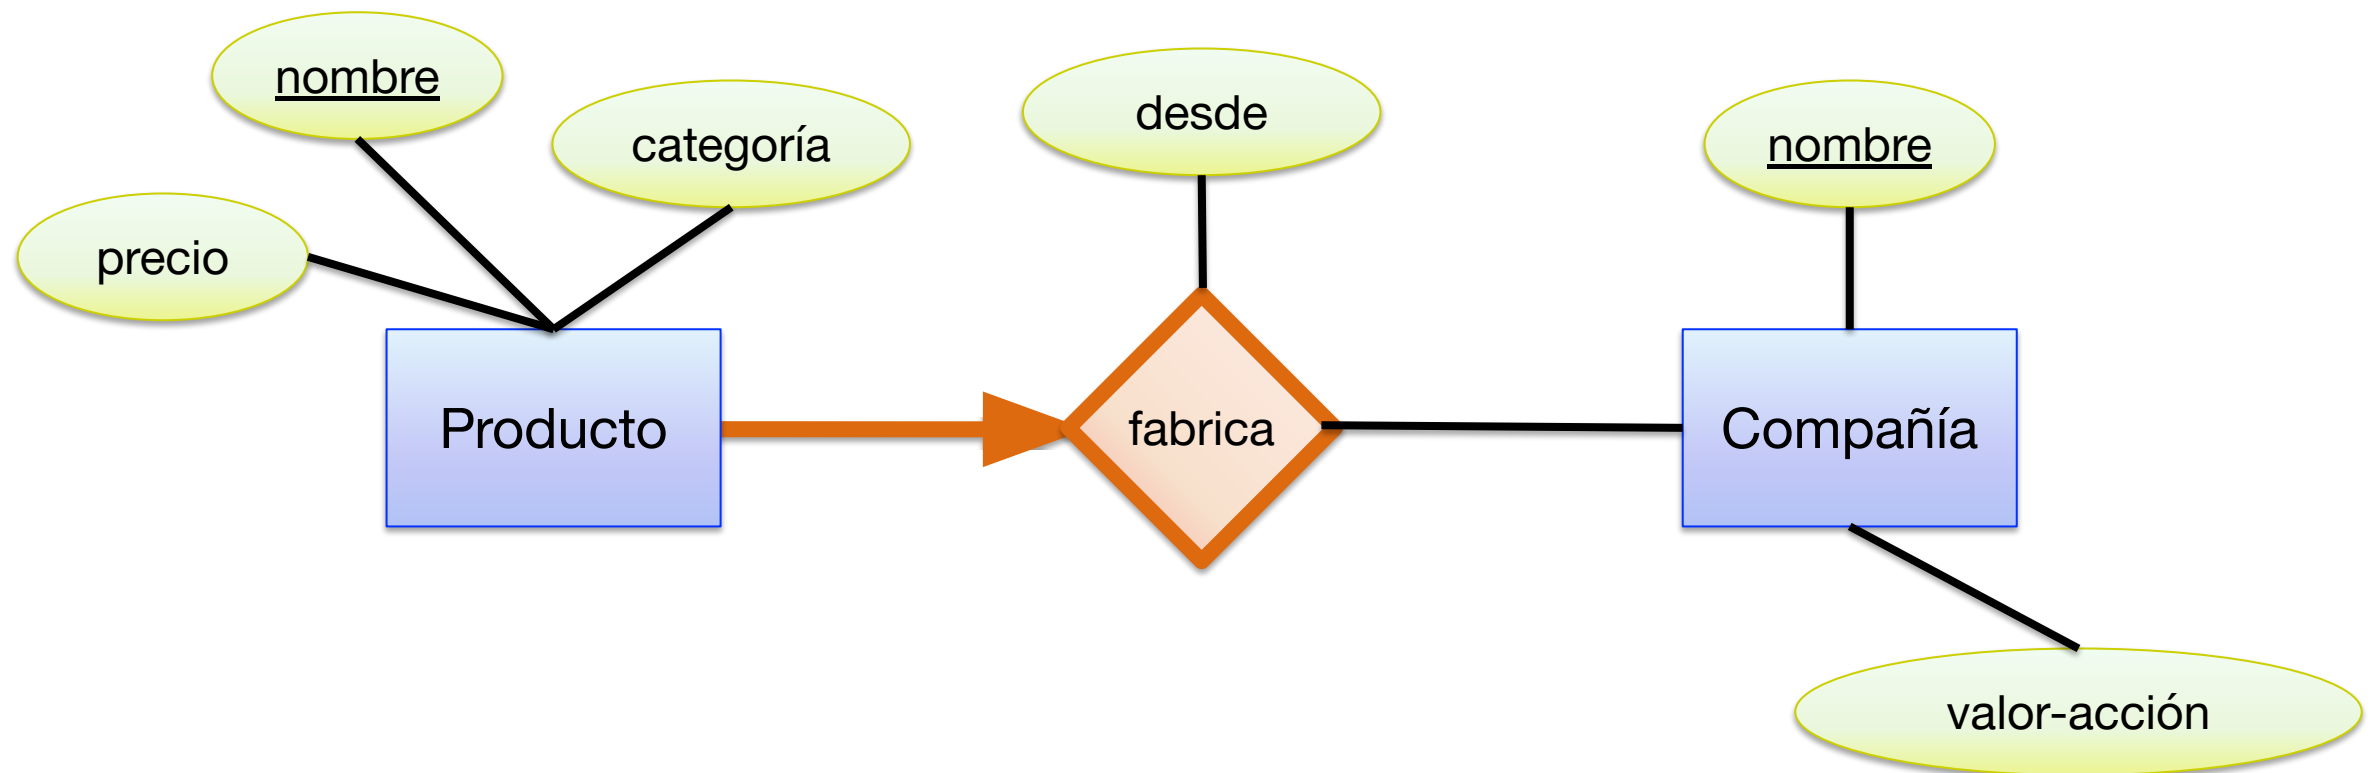 nombre
categoría
desde
nombre
precio
Producto
fabrica
Compañía
valor-acción